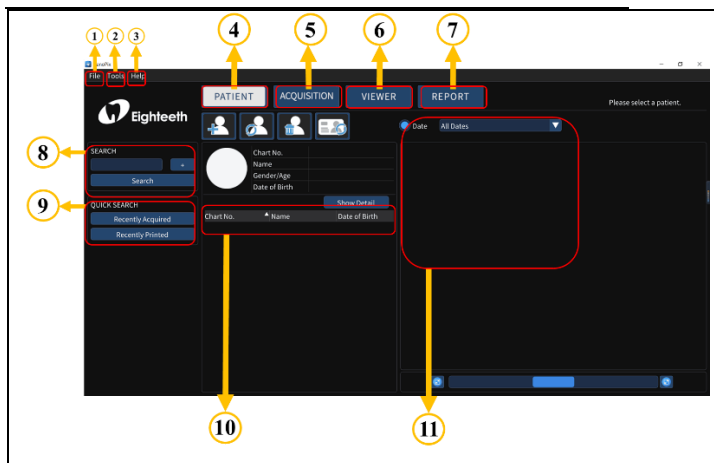 1 2 3 4 5 6 7
File Tools Help
PATIENT ACQUISITION VIEWER REPORT
Please select a patient.
Eighteeth
Date All Dates
8 SEARCH
+
Search
Chart No.
Name
Gender/Age
Date of Birth
Show Detail
9 QUICK SEARCH
Recently Acquired
Recently Printed
Chart No. Name Date of Birth
10 11